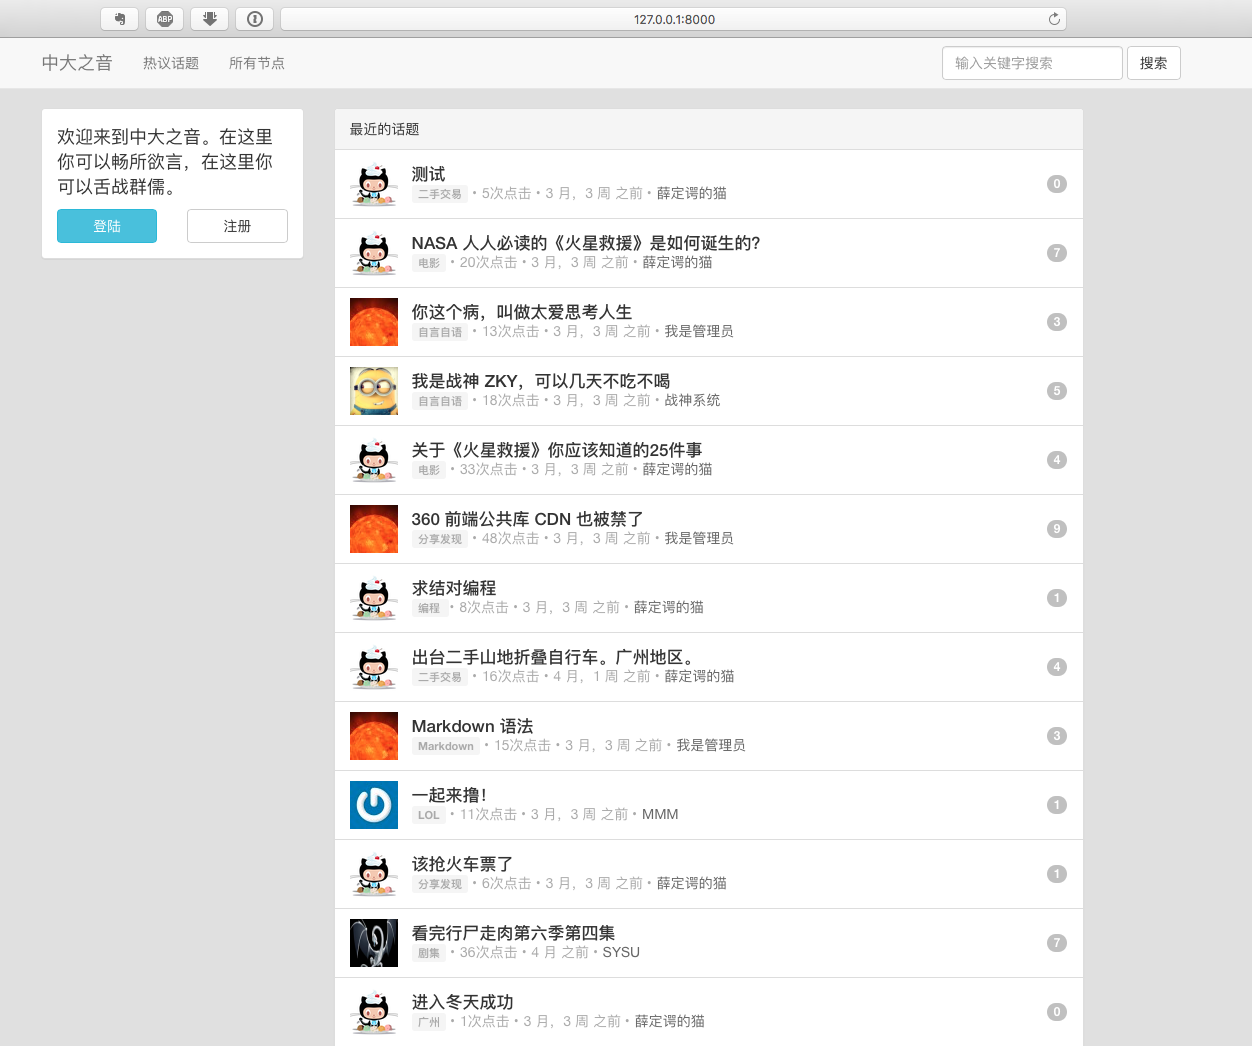 ABP
127.0.0.1:8000
中大之音 热议话题 所有节点 输入关键字搜索 搜索
欢迎来到中大之音。在这里
你可以畅所欲言，在这里你
可以舌战群儒。
登陆 注册
最近的话题
测试
二手交易 • 5次点击 • 3 月，3 周 之前 • 薛定谔的猫
0
NASA 人人必读的《火星救援》是如何诞生的?
电影 • 20次点击 • 3 月，3 周 之前 • 薛定谔的猫
7
你这个病，叫做太爱思考人生
自言自语 • 13次点击 • 3 月，3 周 之前 • 我是管理员
3
我是战神 ZKY，可以几天不吃不喝
自言自语 • 18次点击 • 3 月，3 周 之前 • 战神系统
5
关于《火星救援》你应该知道的25件事
电影 • 33次点击 • 3 月，3 周 之前 • 薛定谔的猫
4
360 前端公共库 CDN 也被禁了
分享发现 • 48次点击 • 3 月，3 周 之前 • 我是管理员
9
求结对编程
编程 • 8次点击 • 3 月，3 周 之前 • 薛定谔的猫
1
出台二手山地折叠自行车。广州地区。
二手交易 • 16次点击 • 4 月，1 周 之前 • 薛定谔的猫
4
Markdown 语法
Markdown • 15次点击 • 3 月，3 周 之前 • 我是管理员
3
一起来撸！
LOL • 11次点击 • 3 月，3 周 之前 • MMM
1
该抢火车票了
分享发现 • 6次点击 • 3 月，3 周 之前 • 薛定谔的猫
1
看完行尸走肉第六季第四集
剧集 • 36次点击 • 4 月 之前 • SYSU
7
进入冬天成功
广州 • 1次点击 • 3 月，3 周 之前 • 薛定谔的猫
0